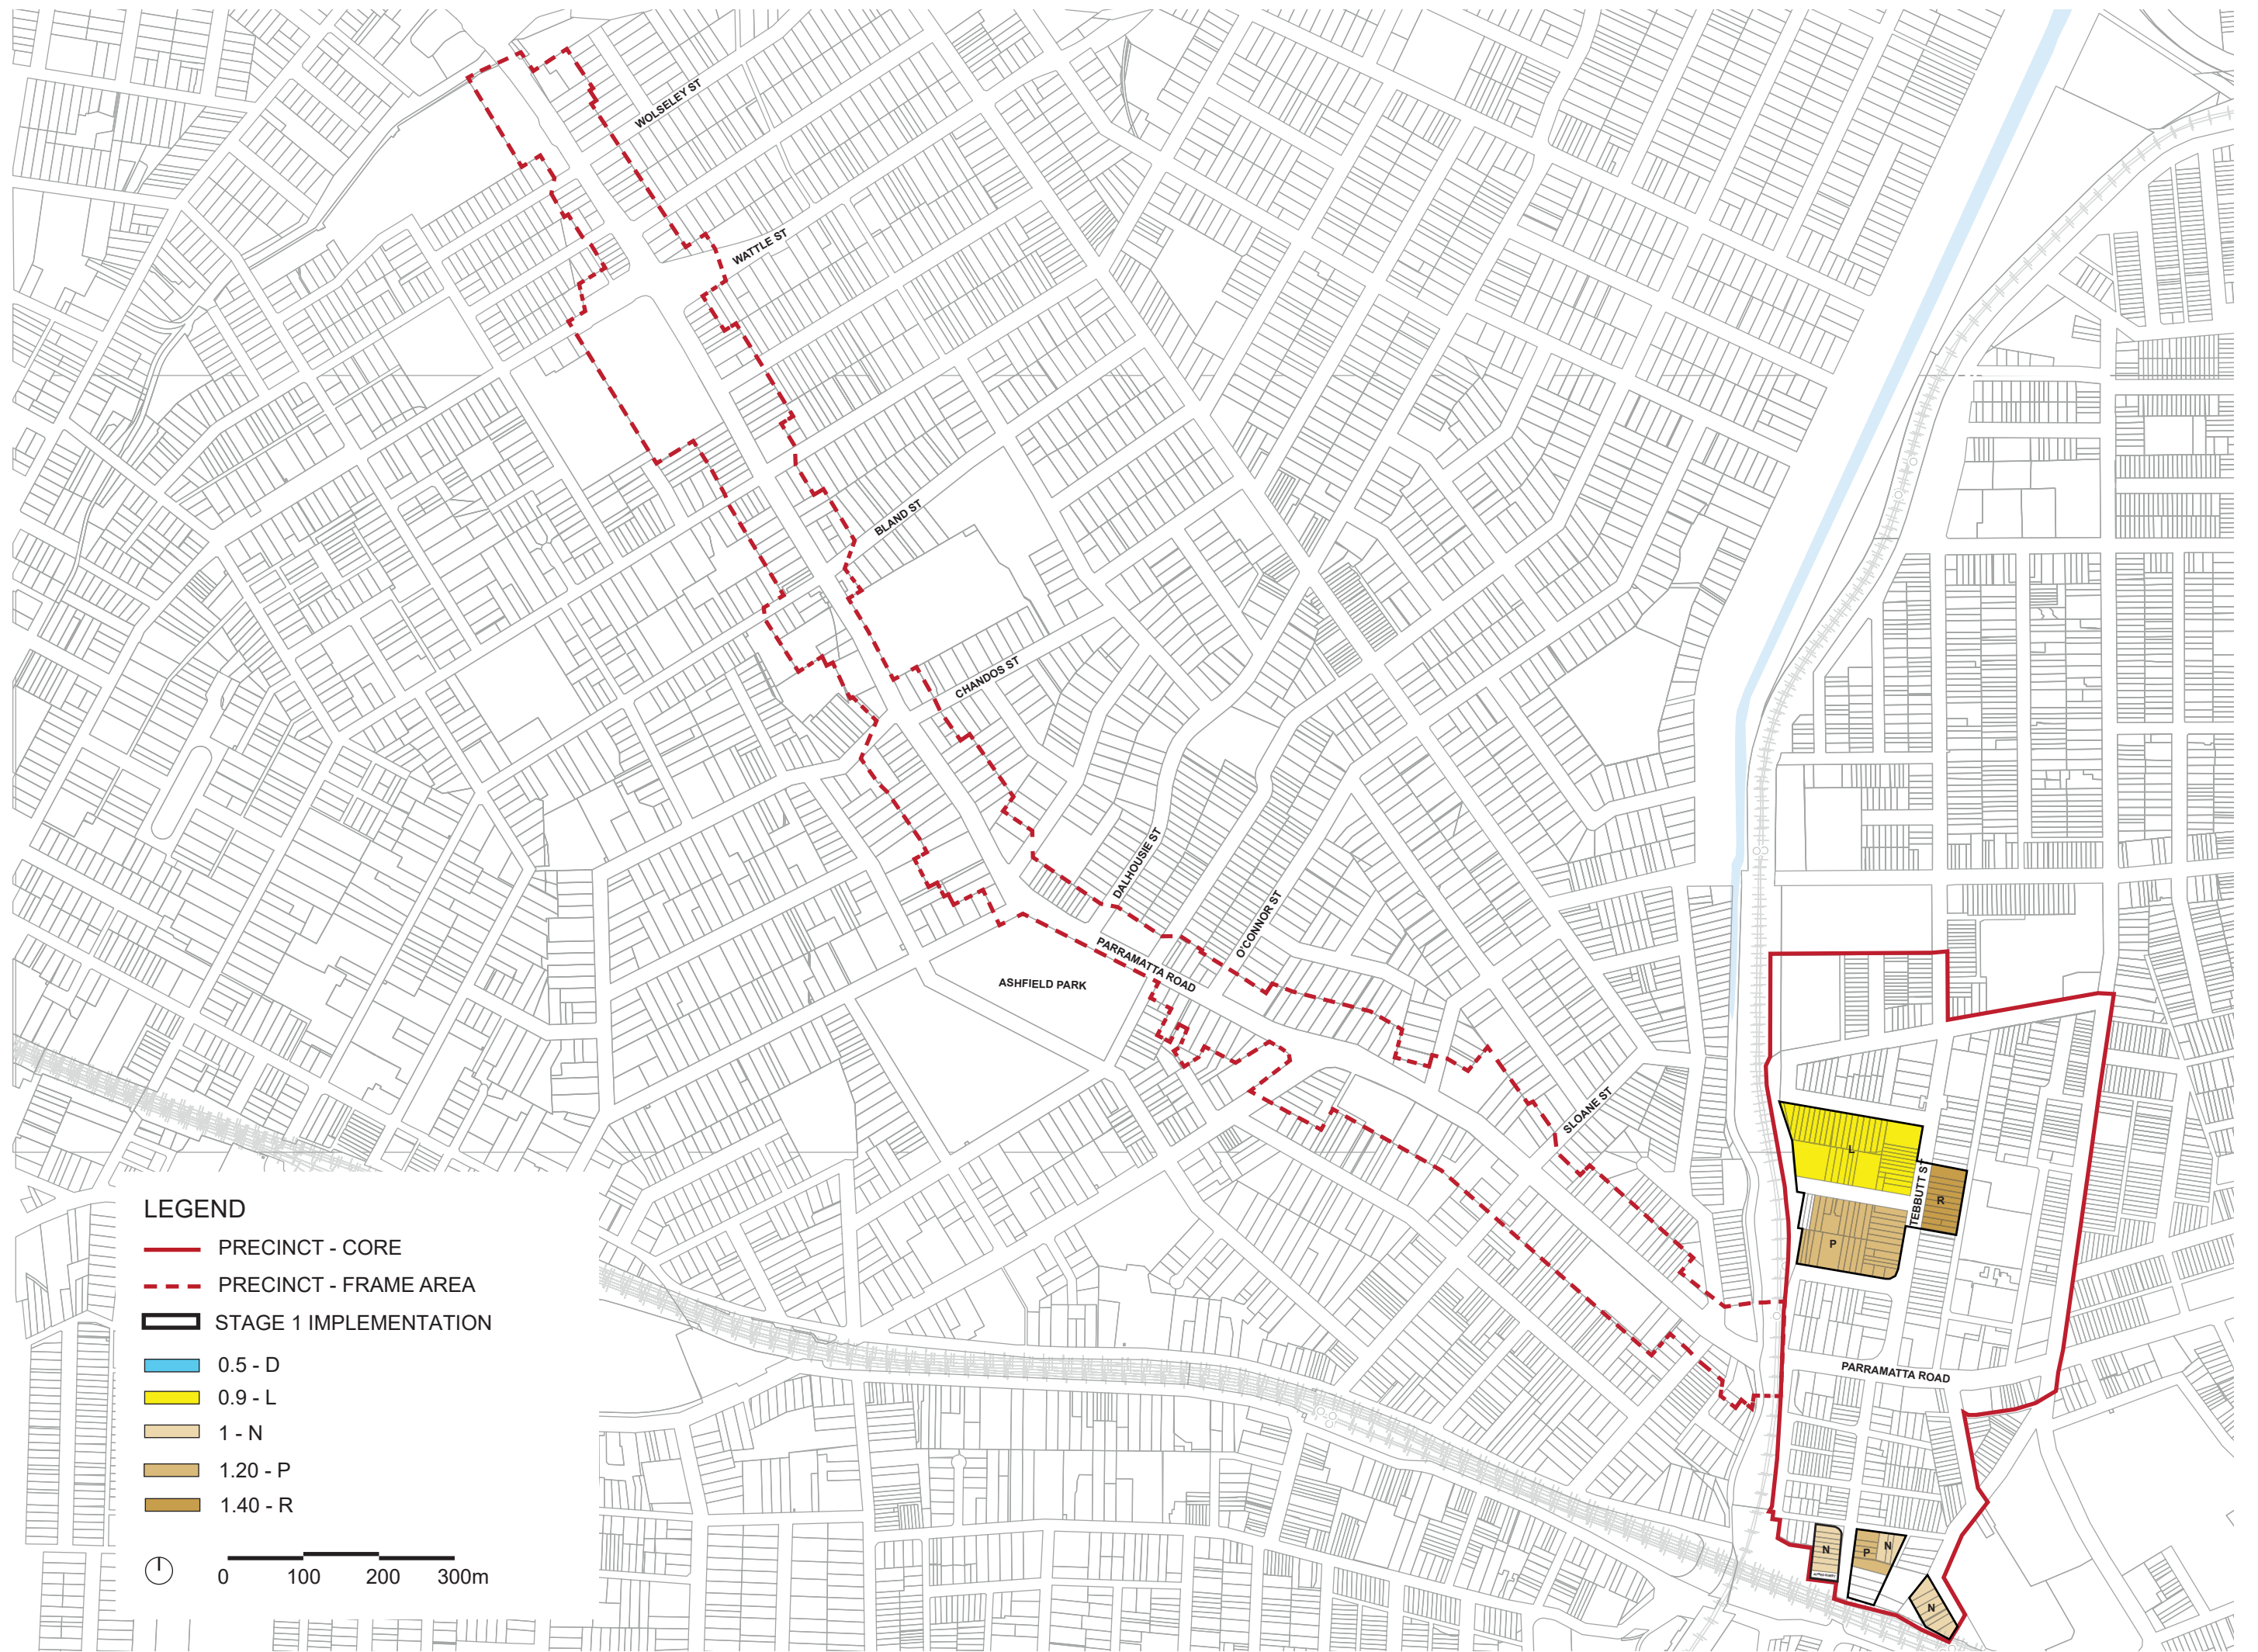 WOLSELEY ST
WATTLE ST
BLAND ST
CHANDOS ST
DALHOUSIE ST
O'CONNOR ST
PARRAMATTA ROAD
ASHFIELD PARK
SLOANE ST
L
TEBBUTT ST
R
P
PARRAMATTA ROAD
N
P
N
N
LEGEND
PRECINCT - CORE
PRECINCT - FRAME AREA
STAGE 1 IMPLEMENTATION
0.5 - D
0.9 - L
1 - N
1.20 - P
1.40 - R
0 100 200 300m